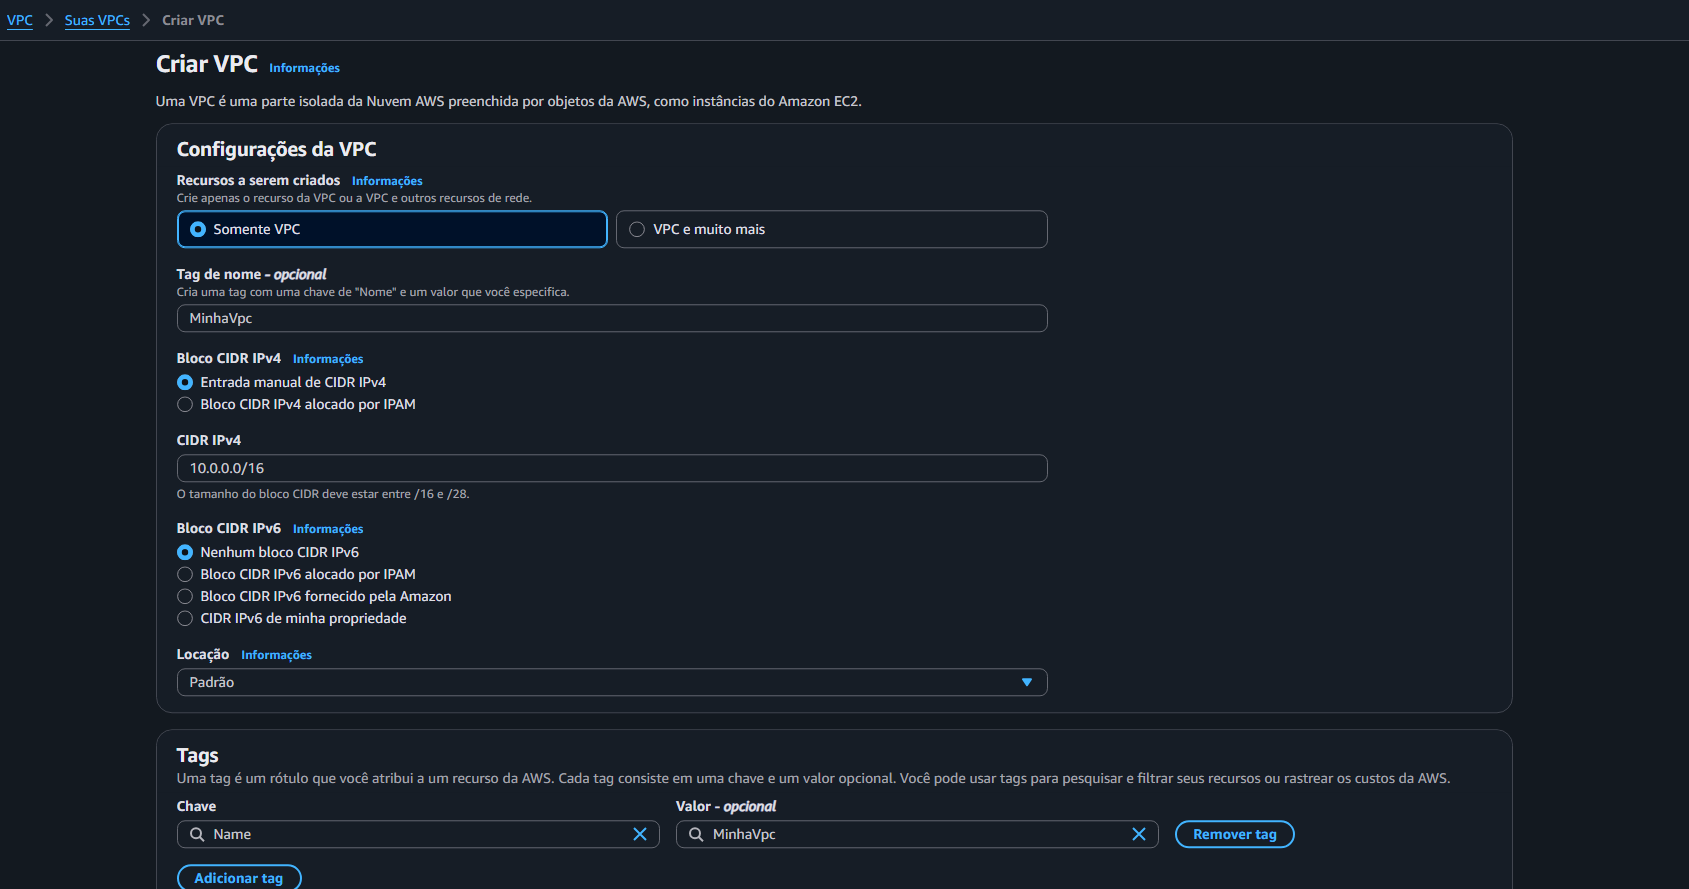 VPC > Suas VPCs > Criar VPC
Criar VPC Informações
Uma VPC é uma parte isolada da Nuvem AWS preenchida por objetos da AWS, como instâncias do Amazon EC2.
Configurações da VPC
Recursos a serem criados Informações
Crie apenas o recurso da VPC ou a VPC e outros recursos de rede.
Somente VPC
VPC e muito mais
Tag de nome - opcional
Cria uma tag com uma chave de "Nome" e um valor que você especifica.
MinhaVpc
Bloco CIDR IPv4 Informações
Entrada manual de CIDR IPv4
Bloco CIDR IPv4 alocado por IPAM
CIDR IPv4
10.0.0.0/16
O tamanho do bloco CIDR deve estar entre /16 e /28.
Bloco CIDR IPv6 Informações
Nenhum bloco CIDR IPv6
Bloco CIDR IPv6 alocado por IPAM
Bloco CIDR IPv6 fornecido pela Amazon
CIDR IPv6 de minha propriedade
Locação Informações
Padrão
Tags
Uma tag é um rótulo que você atribui a um recurso da AWS. Cada tag consiste em uma chave e um valor opcional. Você pode usar tags para pesquisar e filtrar seus recursos ou rastrear os custos da AWS.
Chave
Valor - opcional
Name
MinhaVpc
Remover tag
Adicionar tag